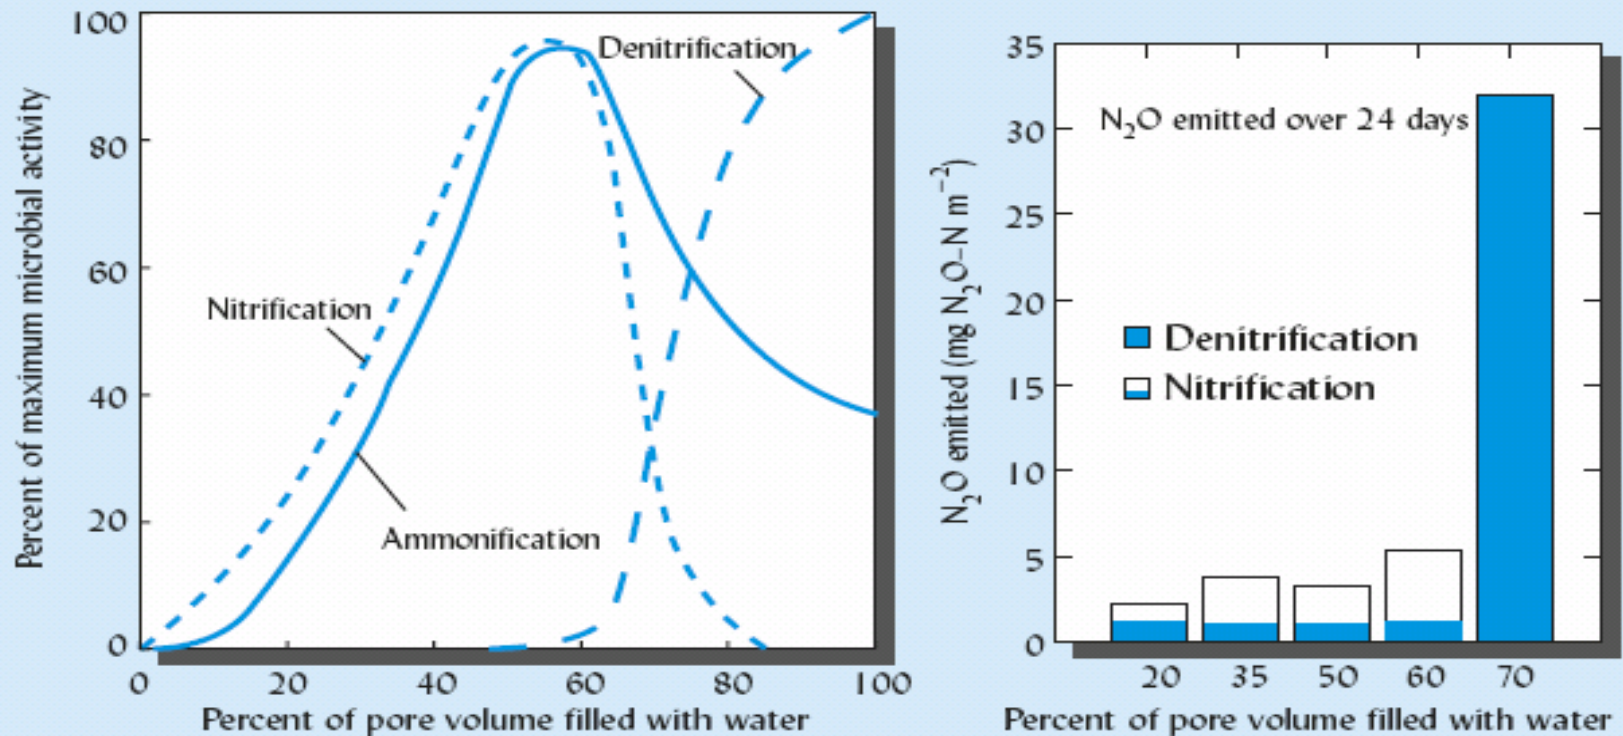 Percent of maximum microbial activity
100
80
60
40
20
0
Denitrification
Nitrification
Ammonification
0 20 40 60 80 100
Percent of pore volume filled with water
N₂O emitted (mg N₂O–N m⁻²)
35
30
25
20
15
10
5
0
N₂O emitted over 24 days
Denitrification
Nitrification
20 35 50 60 70
Percent of pore volume filled with water